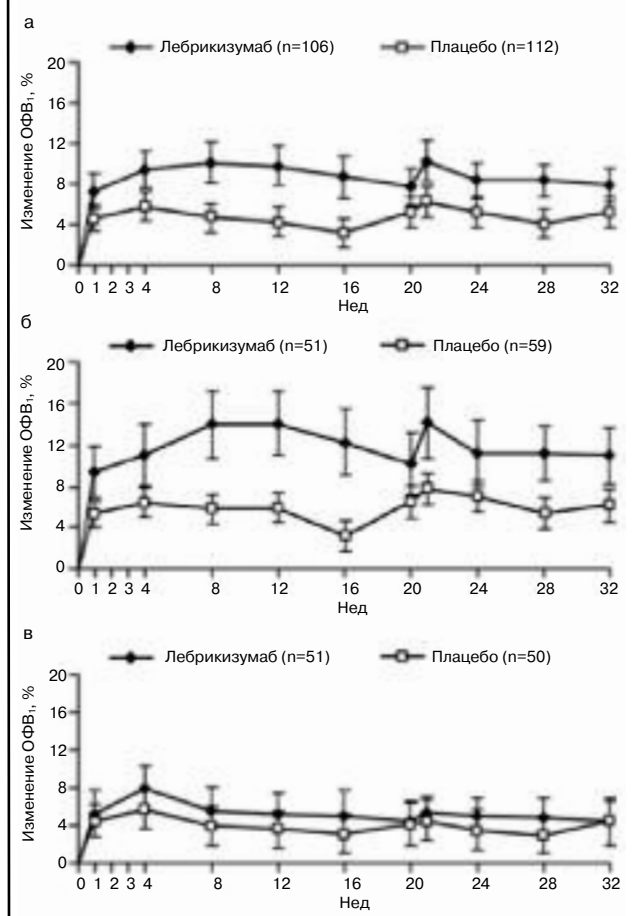 а
Лебрикизумаб (n=106) Плацебо (n=112)
Изменение ОФВ₁, %
20
16
12
8
4
0
0 1 2 3 4 8 12 16 20 24 28 32
Нед
б
Лебрикизумаб (n=51) Плацебо (n=59)
Изменение ОФВ₁, %
20
16
12
8
4
0
0 1 2 3 4 8 12 16 20 24 28 32
Нед
в
Лебрикизумаб (n=51) Плацебо (n=50)
Изменение ОФВ₁, %
20
16
12
8
4
0
0 1 2 3 4 8 12 16 20 24 28 32
Нед